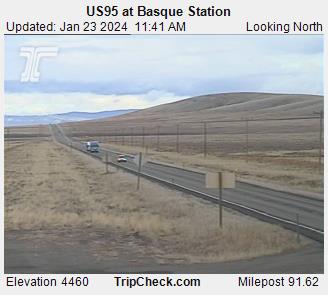 US95 at Basque Station
Updated: Jan 23 2024 11:41 AM Looking North
Elevation 4460 TripCheck.com Milepost 91.62